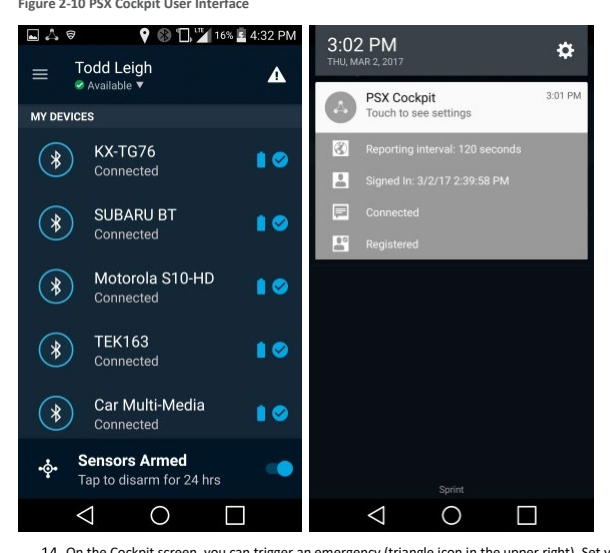 Figure 2-10 PSX Cockpit User Interface
LTE 16% 4:32 PM
Todd Leigh
Available ▼
MY DEVICES
KX-TG76
Connected
SUBARU BT
Connected
Motorola S10-HD
Connected
TEK163
Connected
Car Multi-Media
Connected
Sensors Armed
Tap to disarm for 24 hrs
3:02 PM
THU, MAR 2, 2017
PSX Cockpit 3:01 PM
Touch to see settings
Reporting interval: 120 seconds
Signed In: 3/2/17 2:39:58 PM
Connected
Registered
Sprint
14. On the Cockpit screen, you can trigger an emergency (triangle icon in the upper right). Set